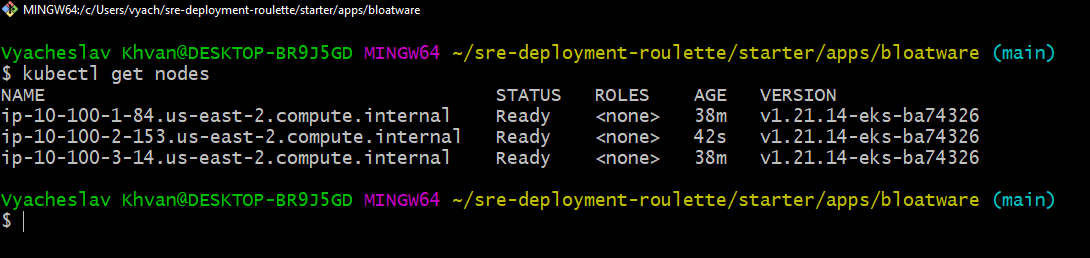 MINGW64:/c/Users/vyach/sre-deployment-roulette/starter/apps/bloatware
Vyacheslav Khvan@DESKTOP-BR9J5GD MINGW64 ~/sre-deployment-roulette/starter/apps/bloatware (main)
$ kubectl get nodes
NAME STATUS ROLES AGE VERSION
ip-10-100-1-84.us-east-2.compute.internal Ready <none> 38m v1.21.14-eks-ba74326
ip-10-100-2-153.us-east-2.compute.internal Ready <none> 42s v1.21.14-eks-ba74326
ip-10-100-3-14.us-east-2.compute.internal Ready <none> 38m v1.21.14-eks-ba74326
Vyacheslav Khvan@DESKTOP-BR9J5GD MINGW64 ~/sre-deployment-roulette/starter/apps/bloatware (main)
$